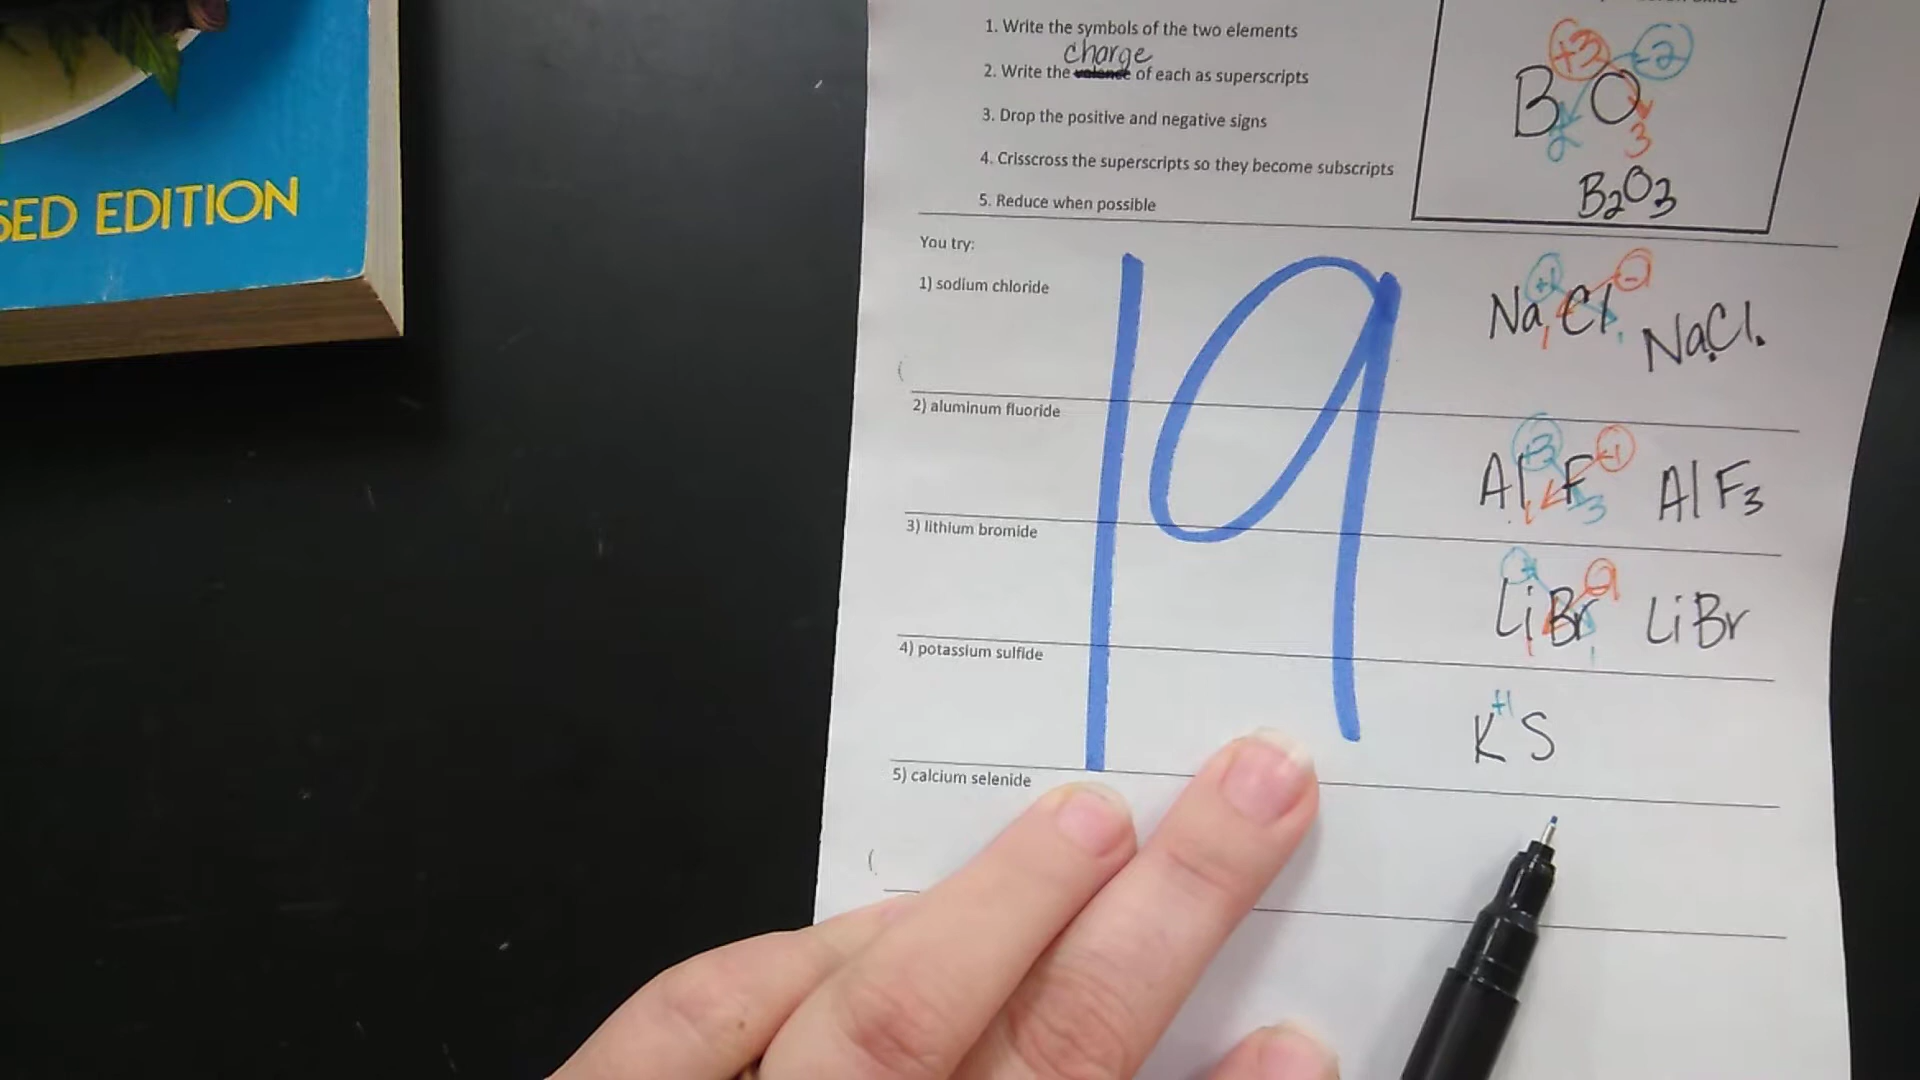 SED EDITION
1. Write the symbols of the two elements
charge
2. Write the valence of each as superscripts
3. Drop the positive and negative signs
4. Crisscross the superscripts so they become subscripts
5. Reduce when possible
+3 -2
B O
2 3
B2O3
You try:
1) sodium chloride
+1 -
Na Cl NaCl
1 1
2) aluminum fluoride
+3 -1
Al F AlF3
1 3
3) lithium bromide
Li Br LiBr
1 1
4) potassium sulfide
+1
K S
5) calcium selenide
19